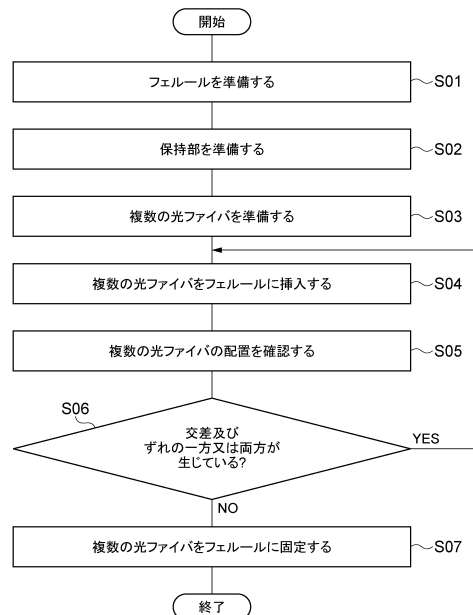 開始
フェルールを準備する
S01
保持部を準備する
S02
複数の光ファイバを準備する
S03
複数の光ファイバをフェルールに挿入する
S04
複数の光ファイバの配置を確認する
S05
S06
交差及び
ずれの一方又は両方が
生じている?
YES
NO
複数の光ファイバをフェルールに固定する
S07
終了